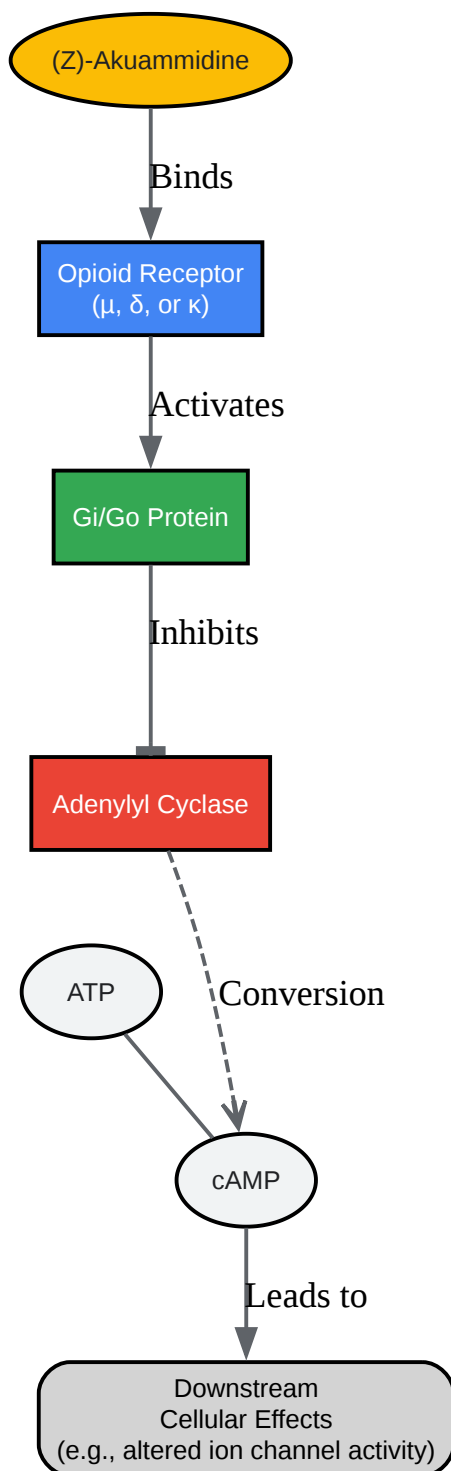 (Z)-Akuammidine
Binds
Opioid Receptor
(μ, δ, or κ)
Activates
Gi/Go Protein
Inhibits
Adenylyl Cyclase
ATP
Conversion
cAMP
Leads to
Downstream
Cellular Effects
(e.g., altered ion channel activity)